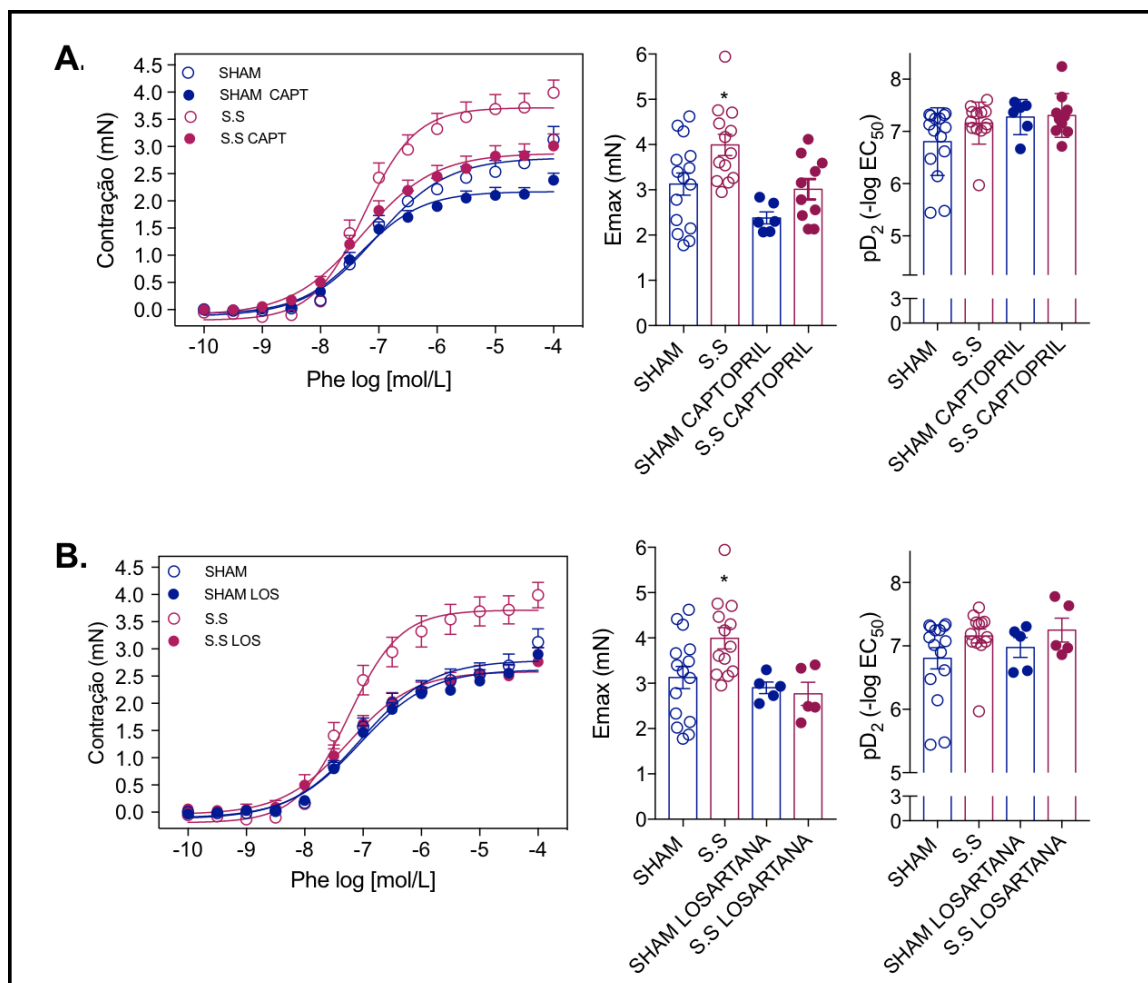 A.
SHAM
SHAM CAPT
S.S
S.S CAPT
4.5
4.0
3.5
3.0
2.5
2.0
1.5
1.0
0.5
0.0
Contração (mN)
-10
-9
-8
-7
-6
-5
-4
Phe log [mol/L]
6
5
4
3
2
1
0
Emax (mN)
*
SHAM
S.S
SHAM CAPTOPRIL
S.S CAPTOPRIL
8
7
6
5
3
0
pD2 (-log EC50)
SHAM
S.S
SHAM CAPTOPRIL
S.S CAPTOPRIL
B.
SHAM
SHAM LOS
S.S
S.S LOS
4.5
4.0
3.5
3.0
2.5
2.0
1.5
1.0
0.5
0.0
Contração (mN)
-10
-9
-8
-7
-6
-5
-4
Phe log [mol/L]
6
5
4
3
2
1
0
Emax (mN)
*
SHAM
S.S
SHAM LOSARTANA
S.S LOSARTANA
8
7
6
5
3
0
pD2 (-log EC50)
SHAM
S.S
SHAM LOSARTANA
S.S LOSARTANA